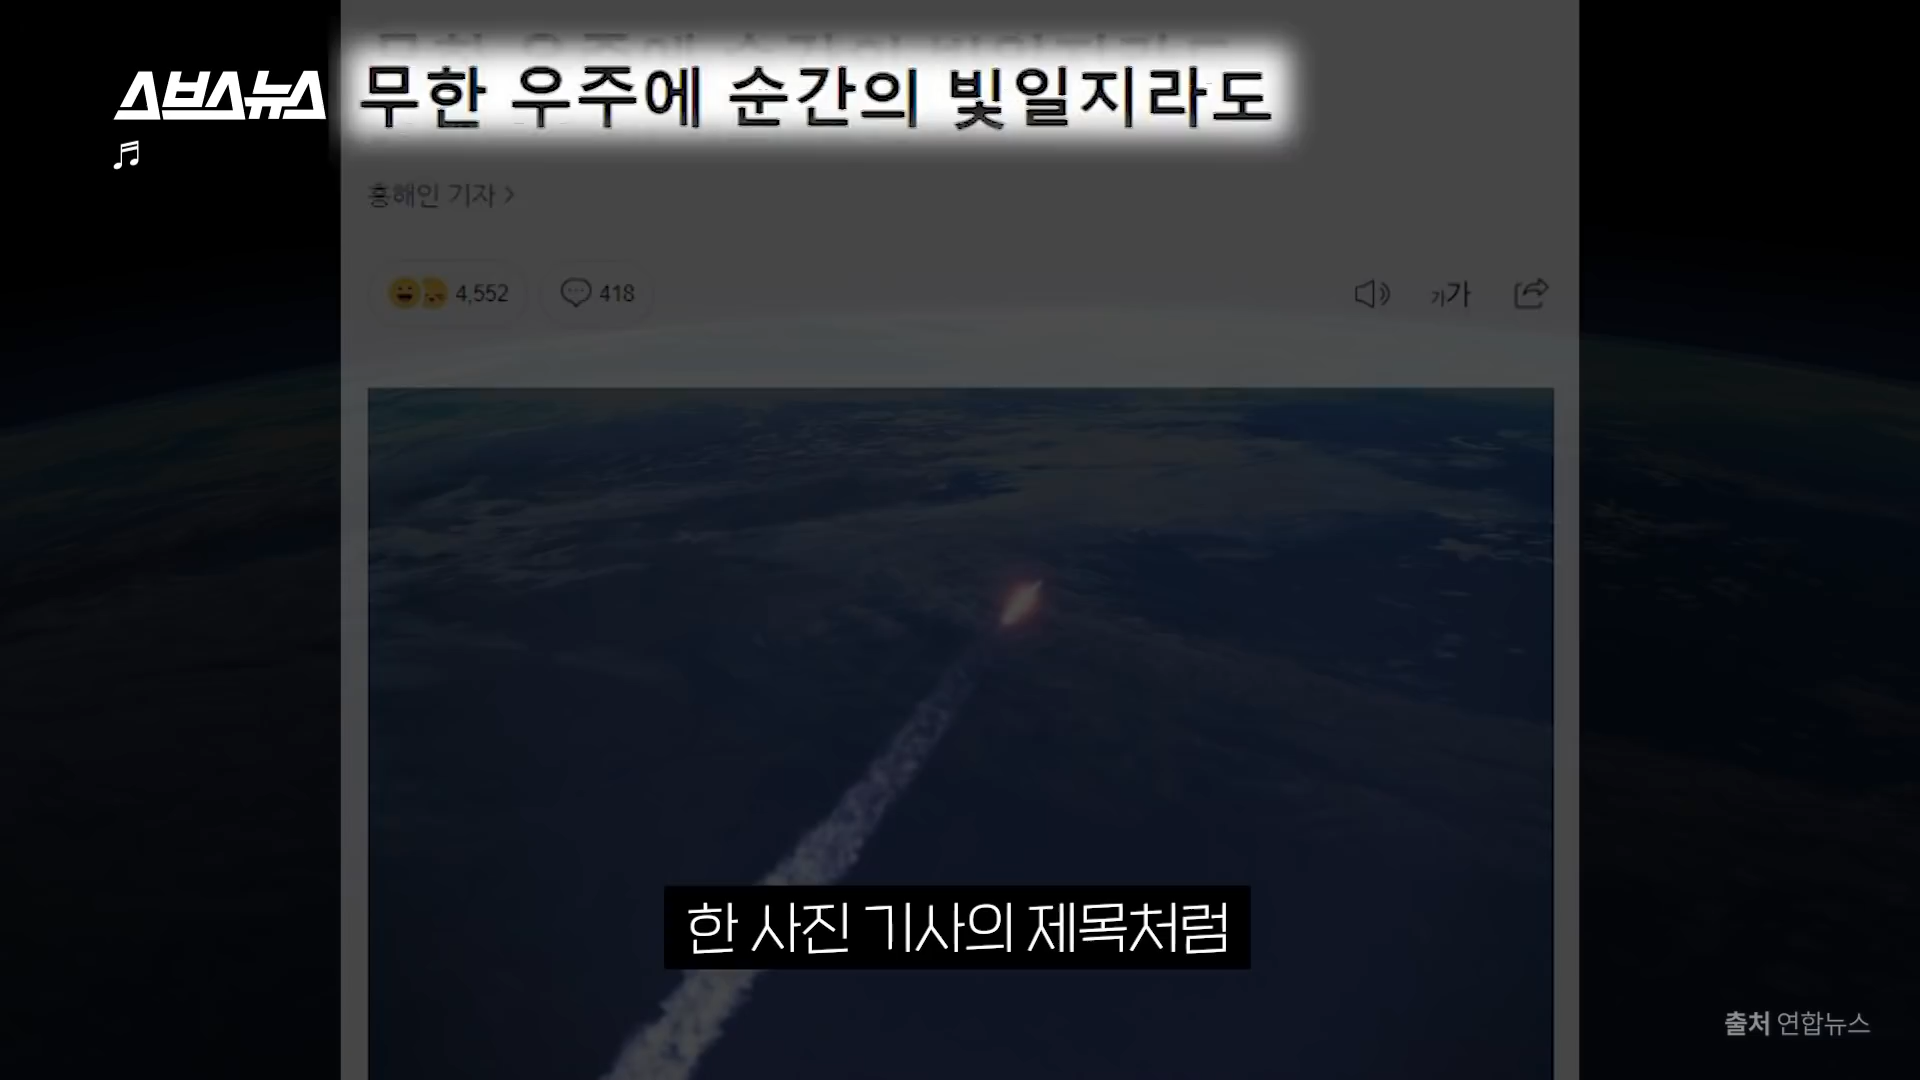 스브스뉴스
무한 우주에 순간의 빛일지라도
홍해인 기자 >
4,552
418
가가
한 사진 기사의 제목처럼
출처 연합뉴스